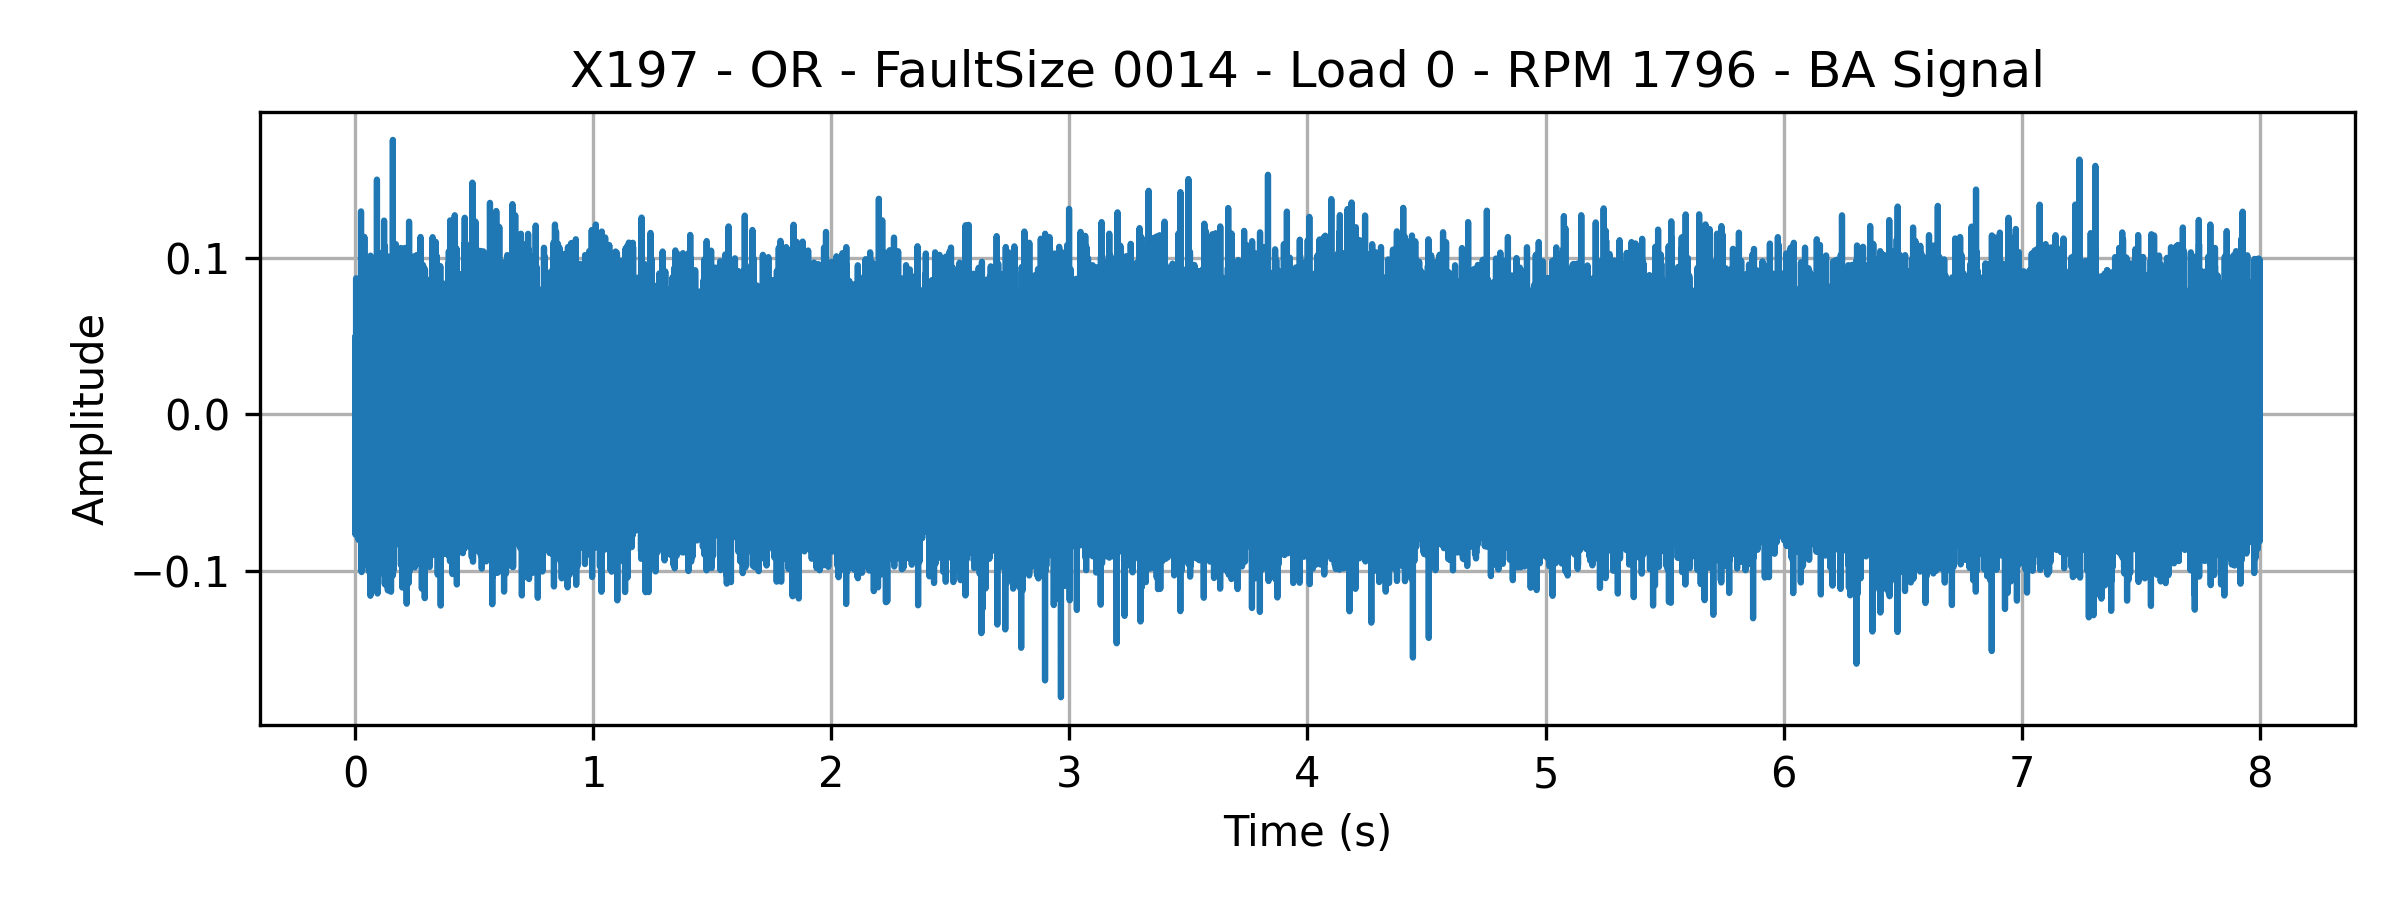 X197 - OR - FaultSize 0014 - Load 0 - RPM 1796 - BA Signal
Amplitude
0.1
0.0
−0.1
0 1 2 3 4 5 6 7 8
Time (s)